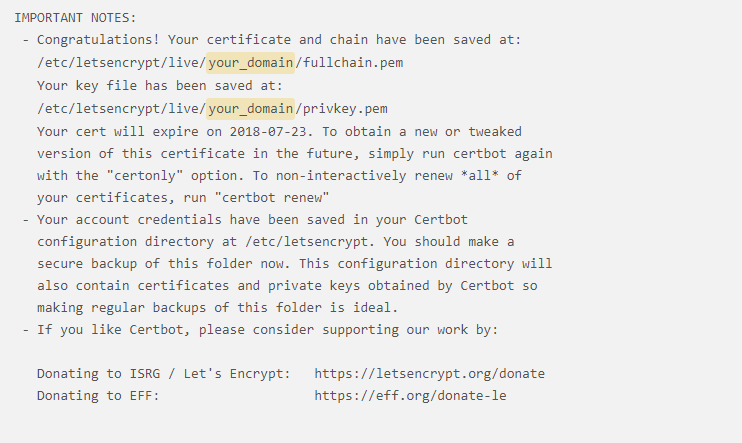 IMPORTANT NOTES:
- Congratulations! Your certificate and chain have been saved at:
/etc/letsencrypt/live/your_domain/fullchain.pem
Your key file has been saved at:
/etc/letsencrypt/live/your_domain/privkey.pem
Your cert will expire on 2018-07-23. To obtain a new or tweaked
version of this certificate in the future, simply run certbot again
with the "certonly" option. To non-interactively renew *all* of
your certificates, run "certbot renew"
- Your account credentials have been saved in your Certbot
configuration directory at /etc/letsencrypt. You should make a
secure backup of this folder now. This configuration directory will
also contain certificates and private keys obtained by Certbot so
making regular backups of this folder is ideal.
- If you like Certbot, please consider supporting our work by:
Donating to ISRG / Let's Encrypt: https://letsencrypt.org/donate
Donating to EFF: https://eff.org/donate-le